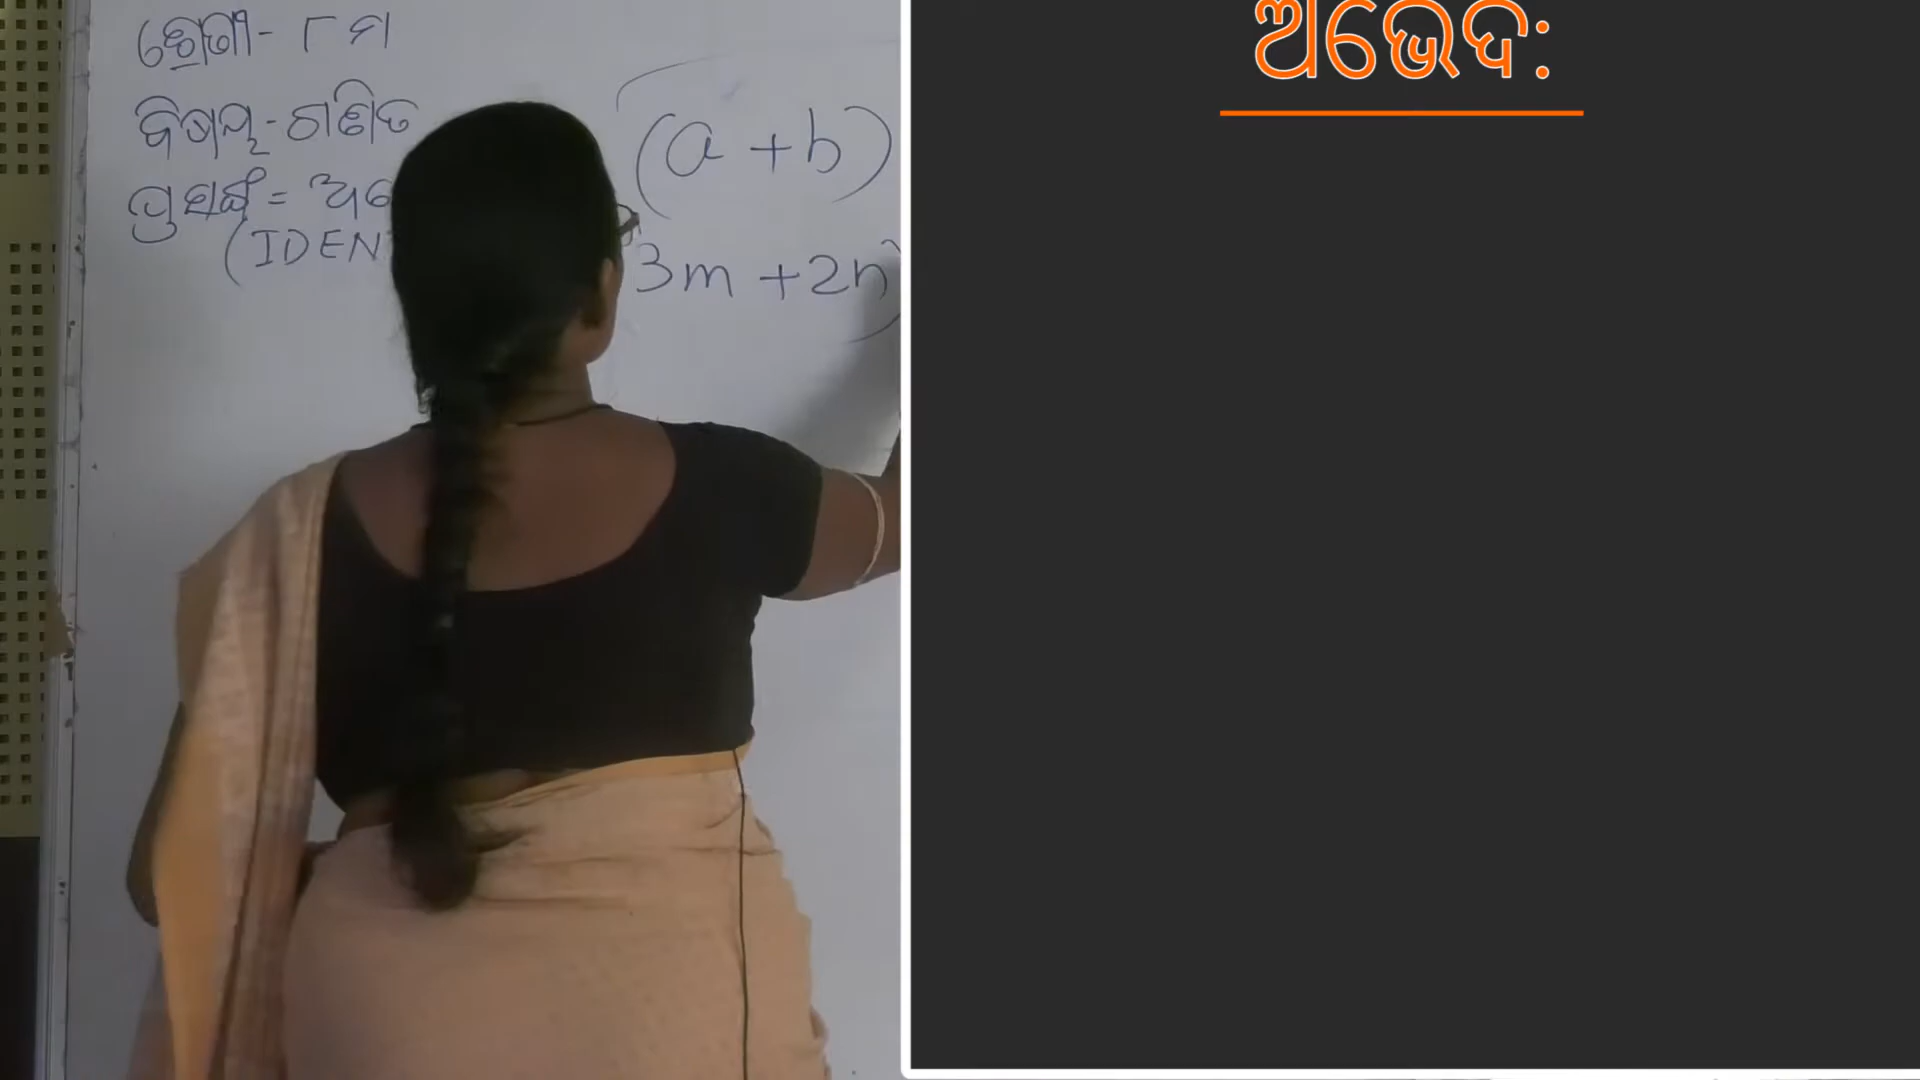 ଶ୍ରେଣୀ- ୮ ମ
ବିଷୟ-ଗଣିତ
ପ୍ରସଙ୍ଗ =
(IDEN
(a + b)
3m + 2n)
ଅଭେଦ: